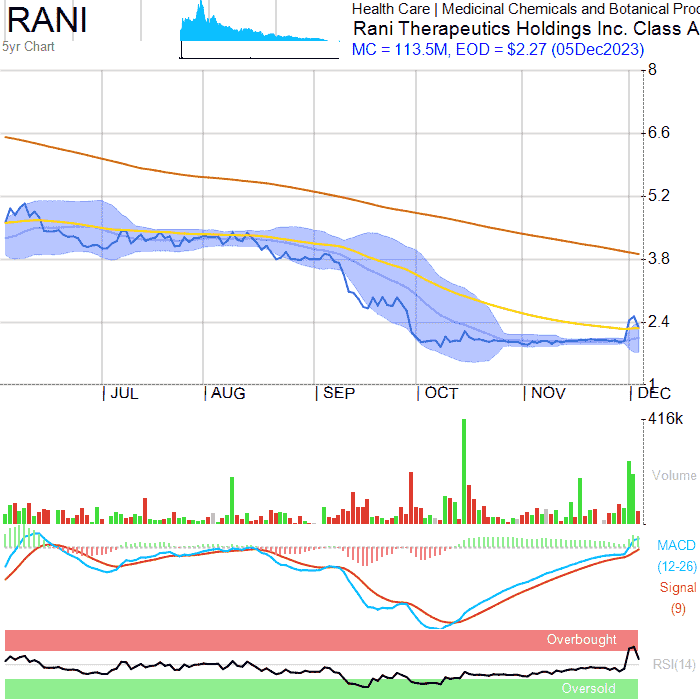 RANI
5yr Chart
Health Care | Medicinal Chemicals and Botanical Pro
Rani Therapeutics Holdings Inc. Class A
MC = 113.5M, EOD = $2.27 (05Dec2023)
8
6.6
5.2
3.8
2.4
1
JUL AUG SEP OCT NOV DEC
416k
Volume
MACD
(12-26)
Signal
(9)
Overbought
RSI(14)
Oversold